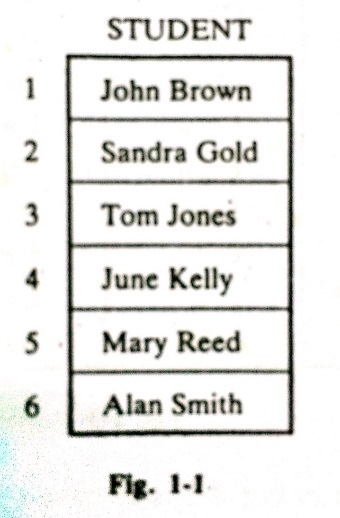 STUDENT
1 John Brown
2 Sandra Gold
3 Tom Jones
4 June Kelly
5 Mary Reed
6 Alan Smith
Fig. 1-1